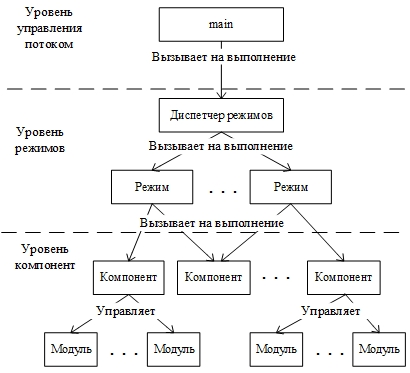 Уровень
управления
потоком
main
Вызывает на выполнение
Диспетчер режимов
Уровень
режимов
Вызывает на выполнение
Режим
. . .
Режим
Вызывает на выполнение
Уровень
компонент
Компонент
Компонент
. . .
Компонент
Управляет
Управляет
Модуль
. . .
Модуль
Модуль
. . .
Модуль